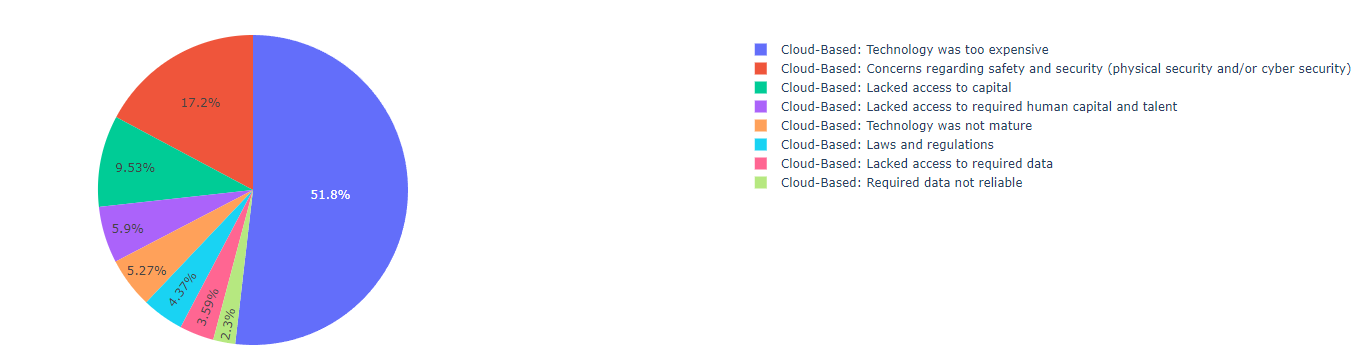 17.2%
9.53%
51.8%
5.9%
5.27%
4.37%
3.59%
2.3%
Cloud-Based: Technology was too expensive
Cloud-Based: Concerns regarding safety and security (physical security and/or cyber security)
Cloud-Based: Lacked access to capital
Cloud-Based: Lacked access to required human capital and talent
Cloud-Based: Technology was not mature
Cloud-Based: Laws and regulations
Cloud-Based: Lacked access to required data
Cloud-Based: Required data not reliable